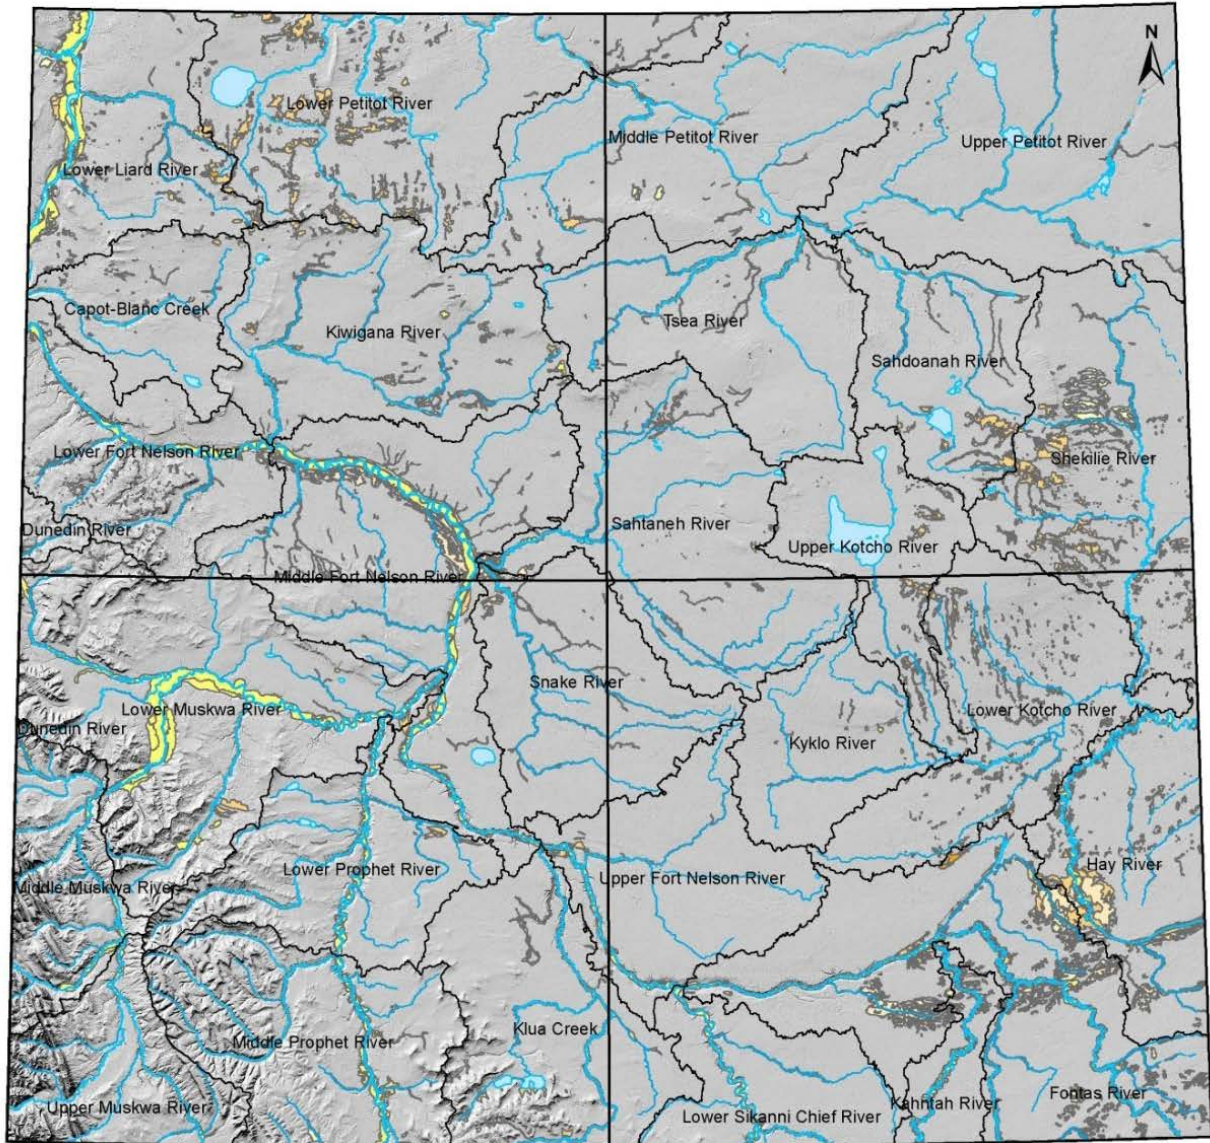 N
Lower Petitot River
Middle Petitot River
Upper Petitot River
Lower Liard River
Capot-Blanc Creek
Kiwigana River
Tsea River
Sahdoanah River
Lower Fort Nelson River
Shekilie River
Dunedin River
Sahtaneh River
Upper Kotcho River
Middle Fort Nelson River
Snake River
Lower Muskwa River
Lower Kotcho River
Dunedin River
Kyklo River
Hay River
Lower Prophet River
Upper Fort Nelson River
Middle Muskwa River
Klua Creek
Middle Prophet River
Fontas River
Upper Muskwa River
Kahntah River
Lower Sikanni Chief River